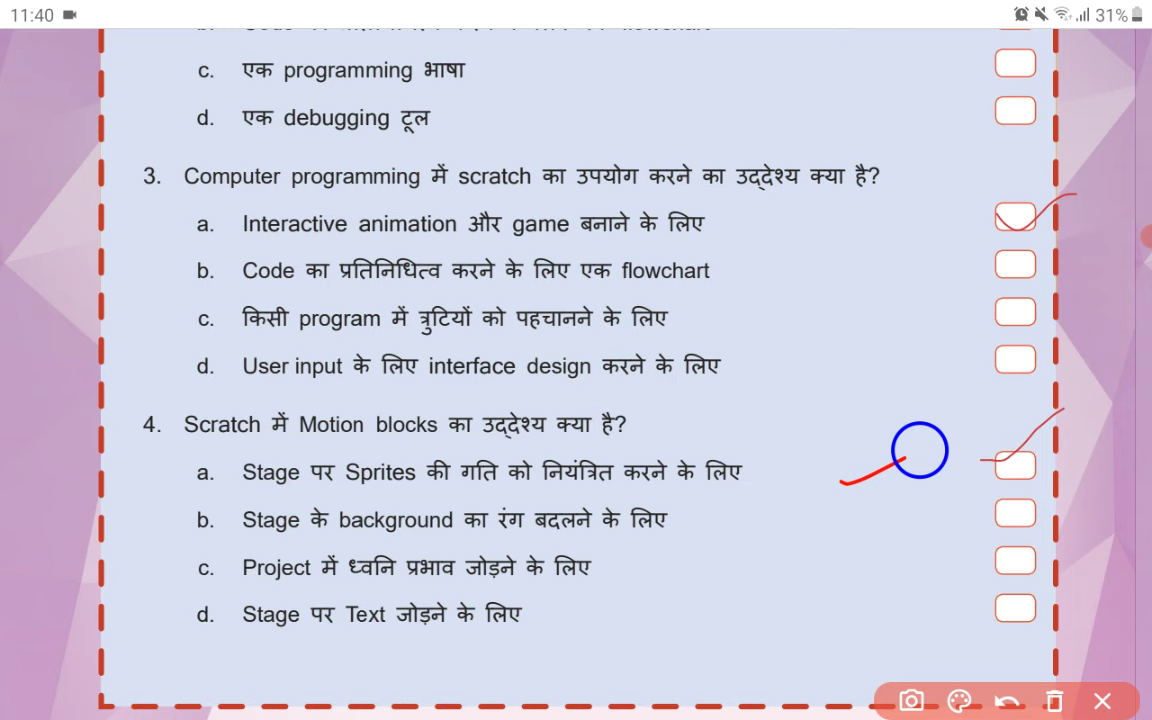 11:40
31%
c. एक programming भाषा
d. एक debugging टूल
3. Computer programming में scratch का उपयोग करने का उद्देश्य क्या है?
a. Interactive animation और game बनाने के लिए
b. Code का प्रतिनिधित्व करने के लिए एक flowchart
c. किसी program में त्रुटियों को पहचानने के लिए
d. User input के लिए interface design करने के लिए
4. Scratch में Motion blocks का उद्देश्य क्या है?
a. Stage पर Sprites की गति को नियंत्रित करने के लिए
b. Stage के background का रंग बदलने के लिए
c. Project में ध्वनि प्रभाव जोड़ने के लिए
d. Stage पर Text जोड़ने के लिए